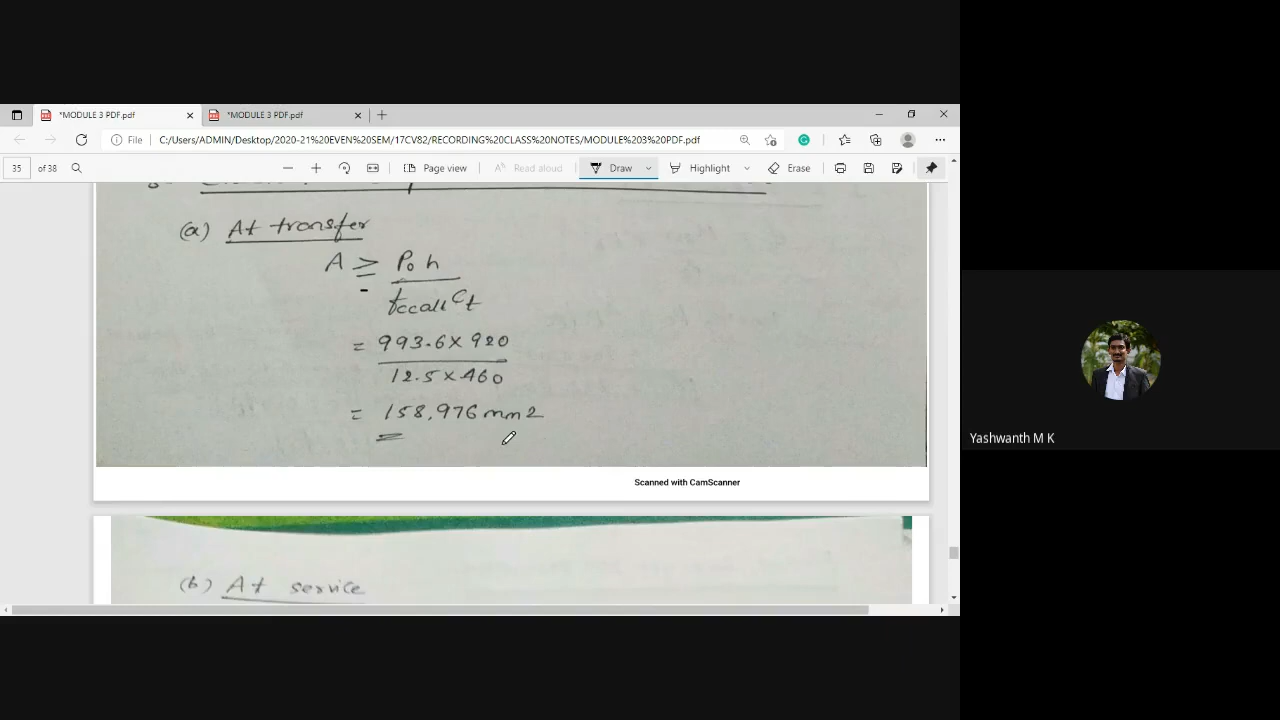 *MODULE 3 PDF.pdf
*MODULE 3 PDF.pdf
File
C:/Users/ADMIN/Desktop/2020-21%20EVEN%20SEM/17CV82/RECORDING%20CLASS%20NOTES/MODULE%203%20PDF.pdf
35 of 38
Page view
Read aloud
Draw
Highlight
Erase
(a) At transfer
A ≥ Po h
fccall Ct
= 993.6 × 920
12.5 × 460
= 158,976 mm2
Scanned with CamScanner
(b) At service
Yashwanth M K